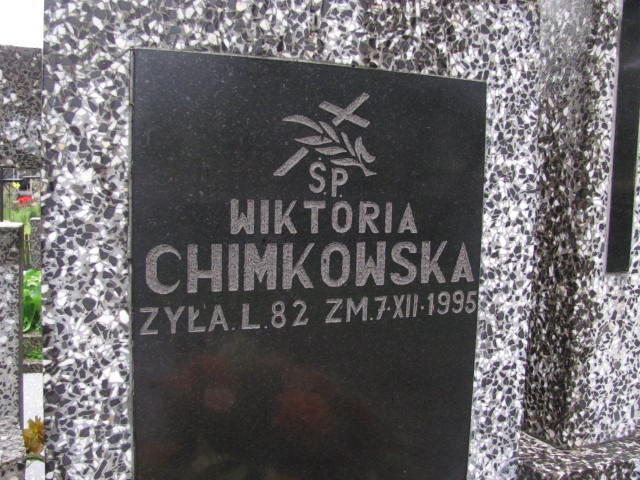 ŚP
WIKTORIA
CHIMKOWSKA
ŻYŁA.L.82 ZM.7.XII.1995